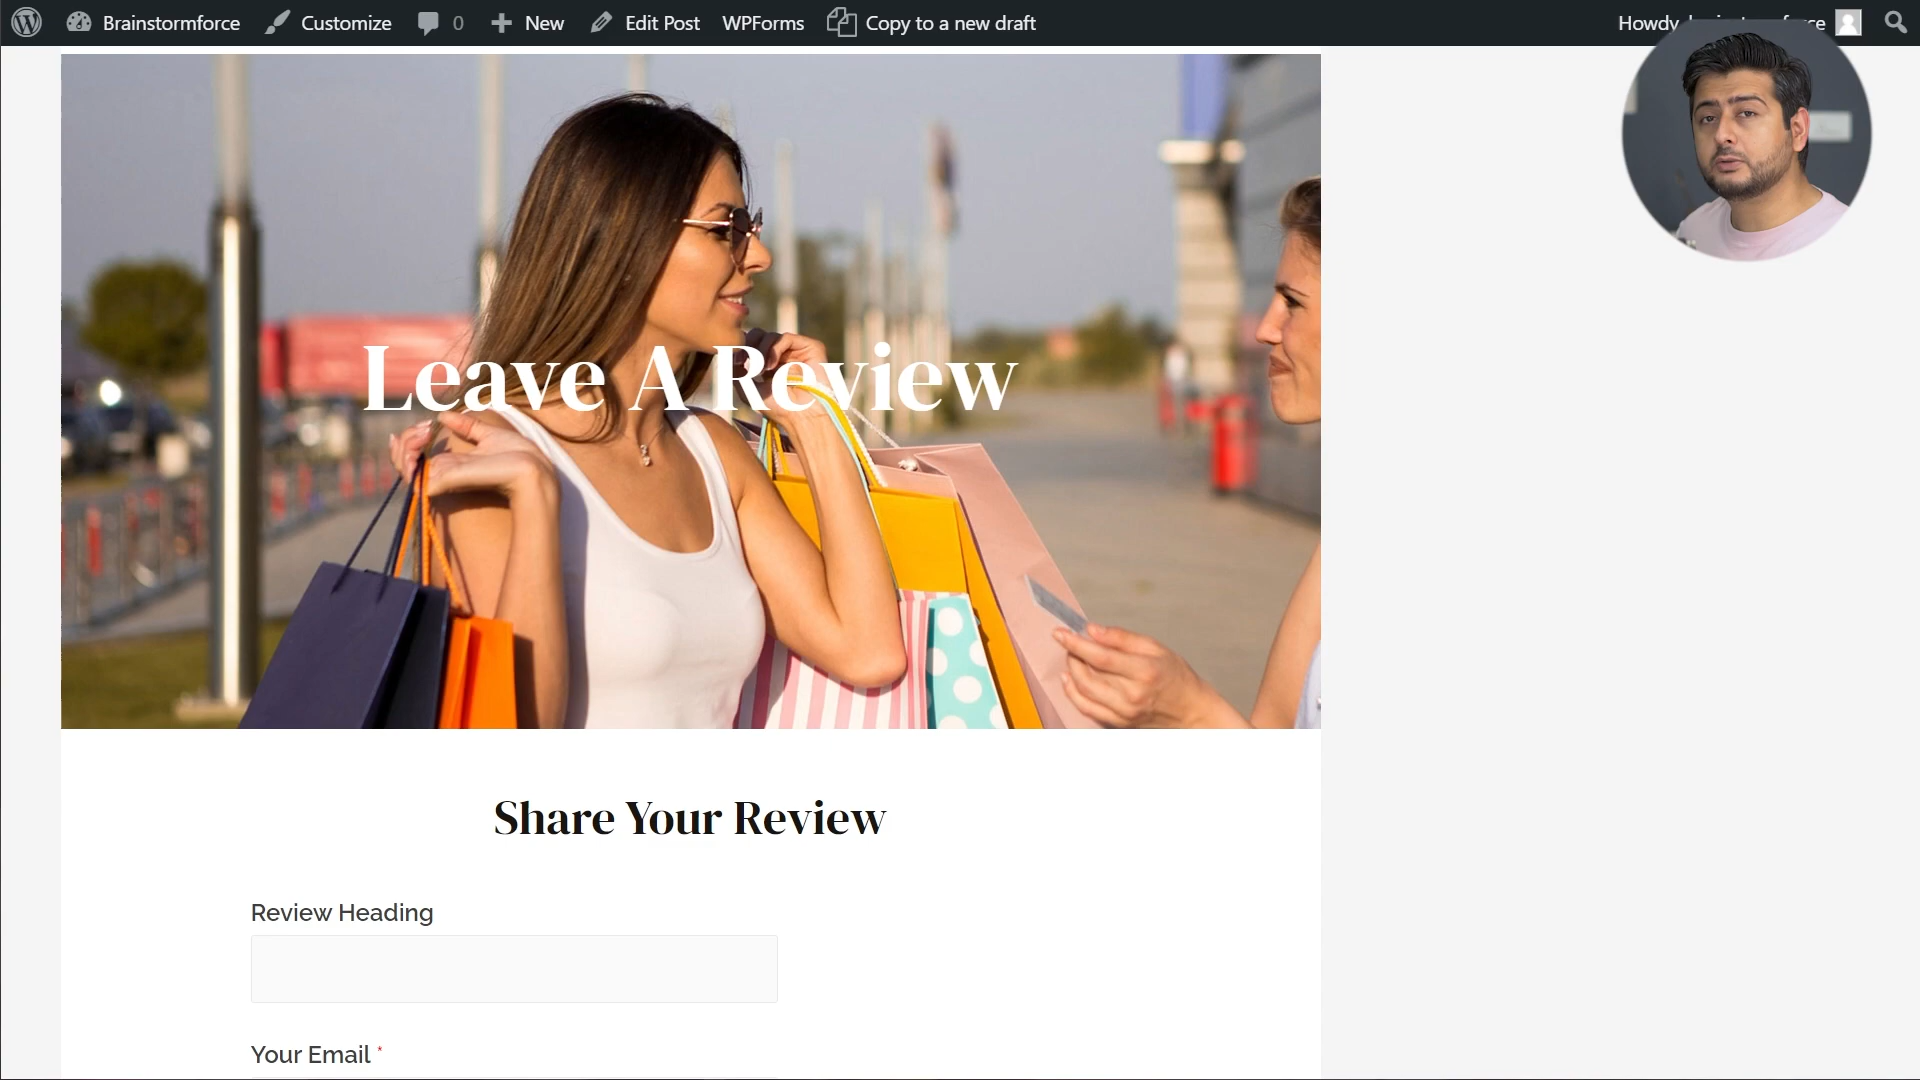 Brainstormforce Customize 0 New Edit Post WPForms Copy to a new draft Howdy,
Leave A Review
Share Your Review
Review Heading
Your Email *